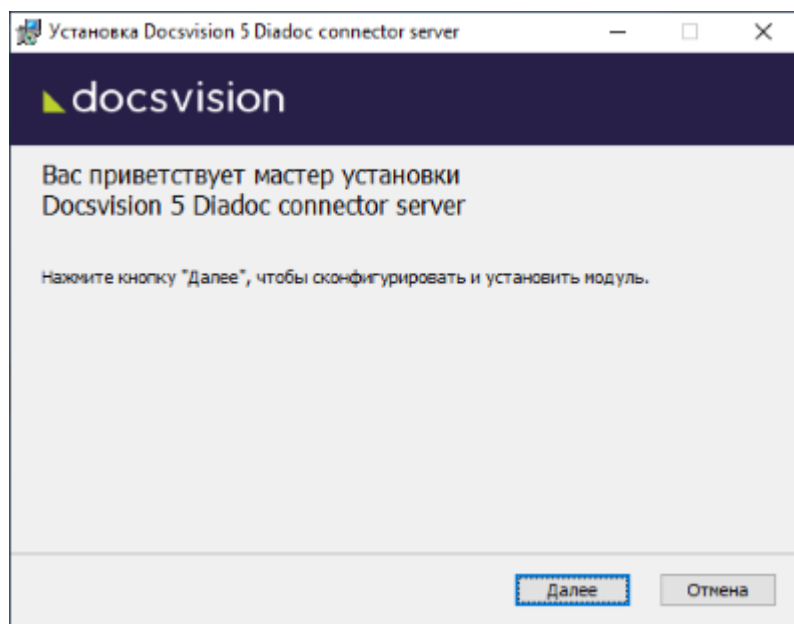 Установка Docsvision 5 Diadoc connector server
docsvision
Вас приветствует мастер установки
Docsvision 5 Diadoc connector server
Нажмите кнопку "Далее", чтобы сконфигурировать и установить модуль.
Далее
Отмена